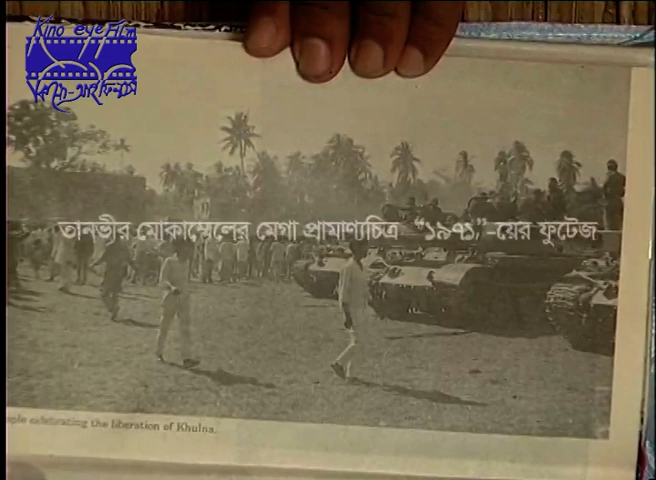 Kino eye Film
কিনো-আই ফিল্মস
তানভীর মোকাম্মেলের মেগা প্রামাণ্যচিত্র “১৯৭১”-য়ের ফুটেজ
ople celebrating the liberation of Khulna.